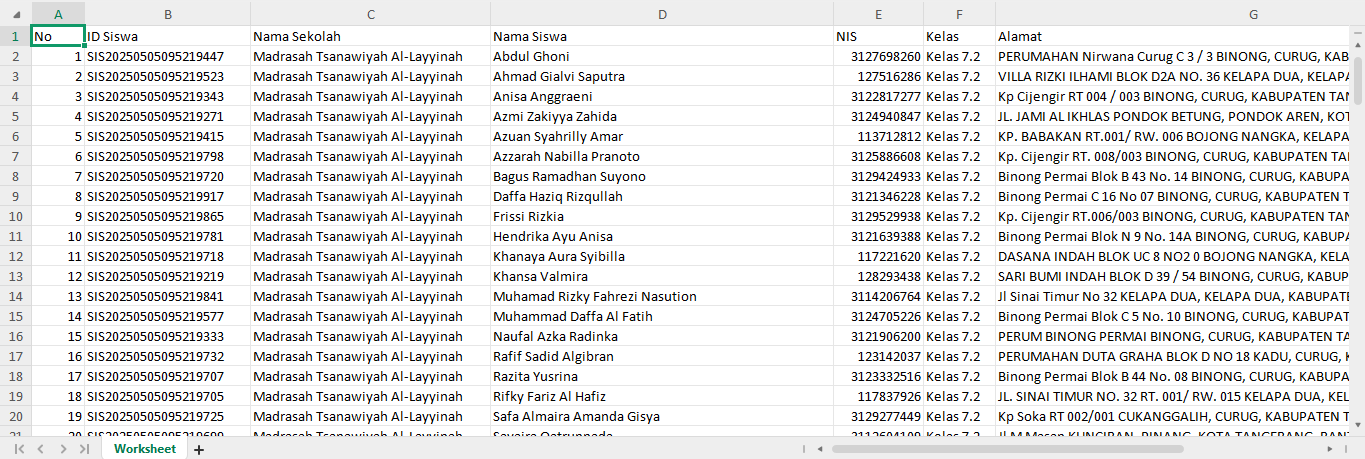 A B C D E F G
1 No ID Siswa Nama Sekolah Nama Siswa NIS Kelas Alamat
2 1 SIS20250505095219447 Madrasah Tsanawiyah Al-Layyinah Abdul Ghoni 3127698260 Kelas 7.2 PERUMAHAN Nirwana Curug C 3 / 3 BINONG, CURUG, KAB
3 2 SIS20250505095219523 Madrasah Tsanawiyah Al-Layyinah Ahmad Gialvi Saputra 127516286 Kelas 7.2 VILLA RIZKI ILHAMI BLOK D2A NO. 36 KELAPA DUA, KELAPA
4 3 SIS20250505095219343 Madrasah Tsanawiyah Al-Layyinah Anisa Anggraeni 3122817277 Kelas 7.2 Kp Cijengir RT 004 / 003 BINONG, CURUG, KABUPATEN TAN
5 4 SIS20250505095219271 Madrasah Tsanawiyah Al-Layyinah Azmi Zakiyya Zahida 3124940847 Kelas 7.2 JL. JAMI AL IKHLAS PONDOK BETUNG, PONDOK AREN, KOT
6 5 SIS20250505095219415 Madrasah Tsanawiyah Al-Layyinah Azuan Syahrilly Amar 113712812 Kelas 7.2 KP. BABAKAN RT.001/ RW. 006 BOJONG NANGKA, KELAPA
7 6 SIS20250505095219798 Madrasah Tsanawiyah Al-Layyinah Azzarah Nabilla Pranoto 3125886608 Kelas 7.2 Kp. Cijengir RT. 008/003 BINONG, CURUG, KABUPATEN TA
8 7 SIS20250505095219720 Madrasah Tsanawiyah Al-Layyinah Bagus Ramadhan Suyono 3129424933 Kelas 7.2 Binong Permai Blok B 43 No. 14 BINONG, CURUG, KABUPA
9 8 SIS20250505095219917 Madrasah Tsanawiyah Al-Layyinah Daffa Haziq Rizqullah 3121346228 Kelas 7.2 Binong Permai C 16 No 07 BINONG, CURUG, KABUPATEN T
10 9 SIS20250505095219865 Madrasah Tsanawiyah Al-Layyinah Frissi Rizkia 3129529938 Kelas 7.2 Kp. Cijengir RT.006/003 BINONG, CURUG, KABUPATEN TAN
11 10 SIS20250505095219781 Madrasah Tsanawiyah Al-Layyinah Hendrika Ayu Anisa 3121639388 Kelas 7.2 Binong Permai Blok N 9 No. 14A BINONG, CURUG, KABUPA
12 11 SIS20250505095219718 Madrasah Tsanawiyah Al-Layyinah Khanaya Aura Syibilla 117221620 Kelas 7.2 DASANA INDAH BLOK UC 8 NO2 0 BOJONG NANGKA, KELA
13 12 SIS20250505095219219 Madrasah Tsanawiyah Al-Layyinah Khansa Valmira 128293438 Kelas 7.2 SARI BUMI INDAH BLOK D 39 / 54 BINONG, CURUG, KABUP
14 13 SIS20250505095219841 Madrasah Tsanawiyah Al-Layyinah Muhamad Rizky Fahrezi Nasution 3114206764 Kelas 7.2 Jl Sinai Timur No 32 KELAPA DUA, KELAPA DUA, KABUPATE
15 14 SIS20250505095219577 Madrasah Tsanawiyah Al-Layyinah Muhammad Daffa Al Fatih 3124705226 Kelas 7.2 Binong Permai Blok C 5 No. 10 BINONG, CURUG, KABUPAT
16 15 SIS20250505095219333 Madrasah Tsanawiyah Al-Layyinah Naufal Azka Radinka 3121906200 Kelas 7.2 PERUM BINONG PERMAI BINONG, CURUG, KABUPATEN TA
17 16 SIS20250505095219732 Madrasah Tsanawiyah Al-Layyinah Rafif Sadid Algibran 123142037 Kelas 7.2 PERUMAHAN DUTA GRAHA BLOK D NO 18 KADU, CURUG, K
18 17 SIS20250505095219707 Madrasah Tsanawiyah Al-Layyinah Razita Yusrina 3123332516 Kelas 7.2 Binong Permai Blok B 44 No. 08 BINONG, CURUG, KABUPA
19 18 SIS20250505095219705 Madrasah Tsanawiyah Al-Layyinah Rifky Fariz Al Hafiz 117837926 Kelas 7.2 JL. SINAI TIMUR NO. 32 RT. 001/ RW. 015 KELAPA DUA, KEL
20 19 SIS20250505095219725 Madrasah Tsanawiyah Al-Layyinah Safa Almaira Amanda Gisya 3129277449 Kelas 7.2 Kp Soka RT 002/001 CUKANGGALIH, CURUG, KABUPATEN T
21 20 SIS20250505095219699 Madrasah Tsanawiyah Al-Layyinah Kelas 7.2 KUNCIRAN, PINANG, KOTA TANGERANG,
Worksheet